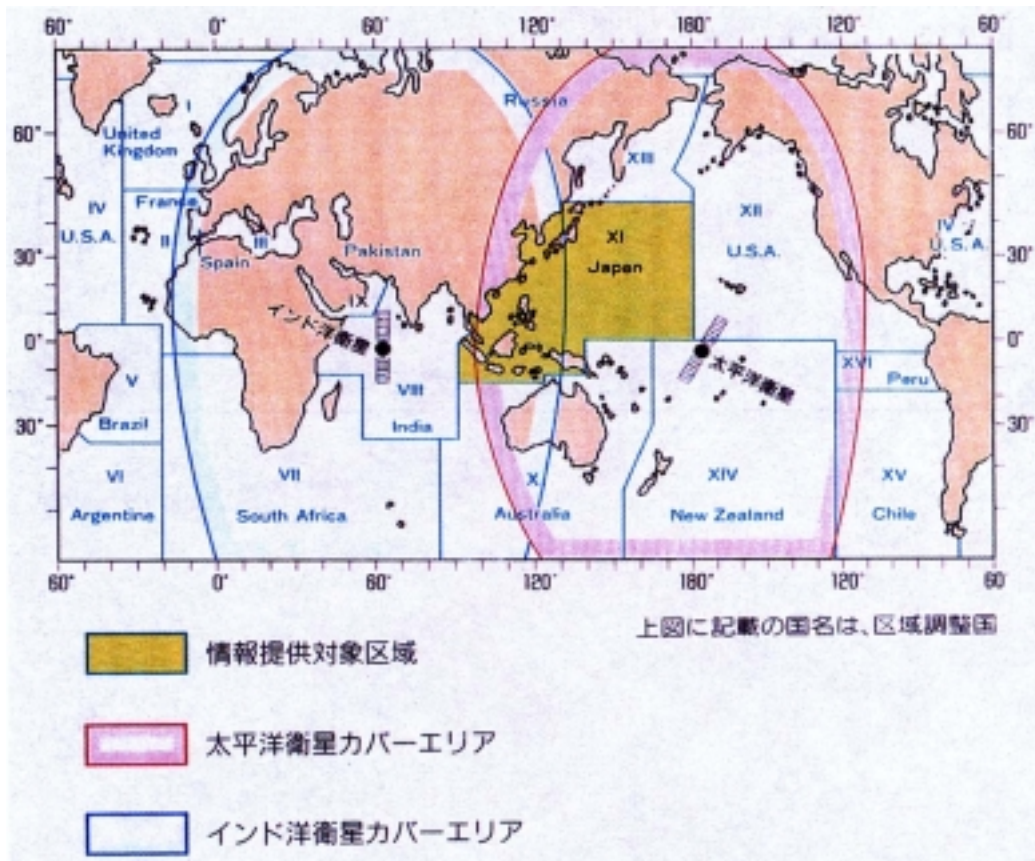 60° 0° 60° 120° 180° 120° 60°
60° 60°
30° 30°
0° 0°
30° 30°
I
United
Kingdom
Russia
XIII
France
IV
U.S.A.
II
III
Spain
Pakistan
IX
インド洋衛星
XI
Japan
XII
U.S.A.
IV
U.S.A.
太平洋衛星
V
Brazil
VIII
India
XVI
Peru
VI
Argentine
VII
South Africa
X
Australia
XIV
New Zealand
XV
Chile
60° 0° 60° 120° 180° 120° 60°
上図に記載の国名は、区域調整国
情報提供対象区域
太平洋衛星カバーエリア
インド洋衛星カバーエリア